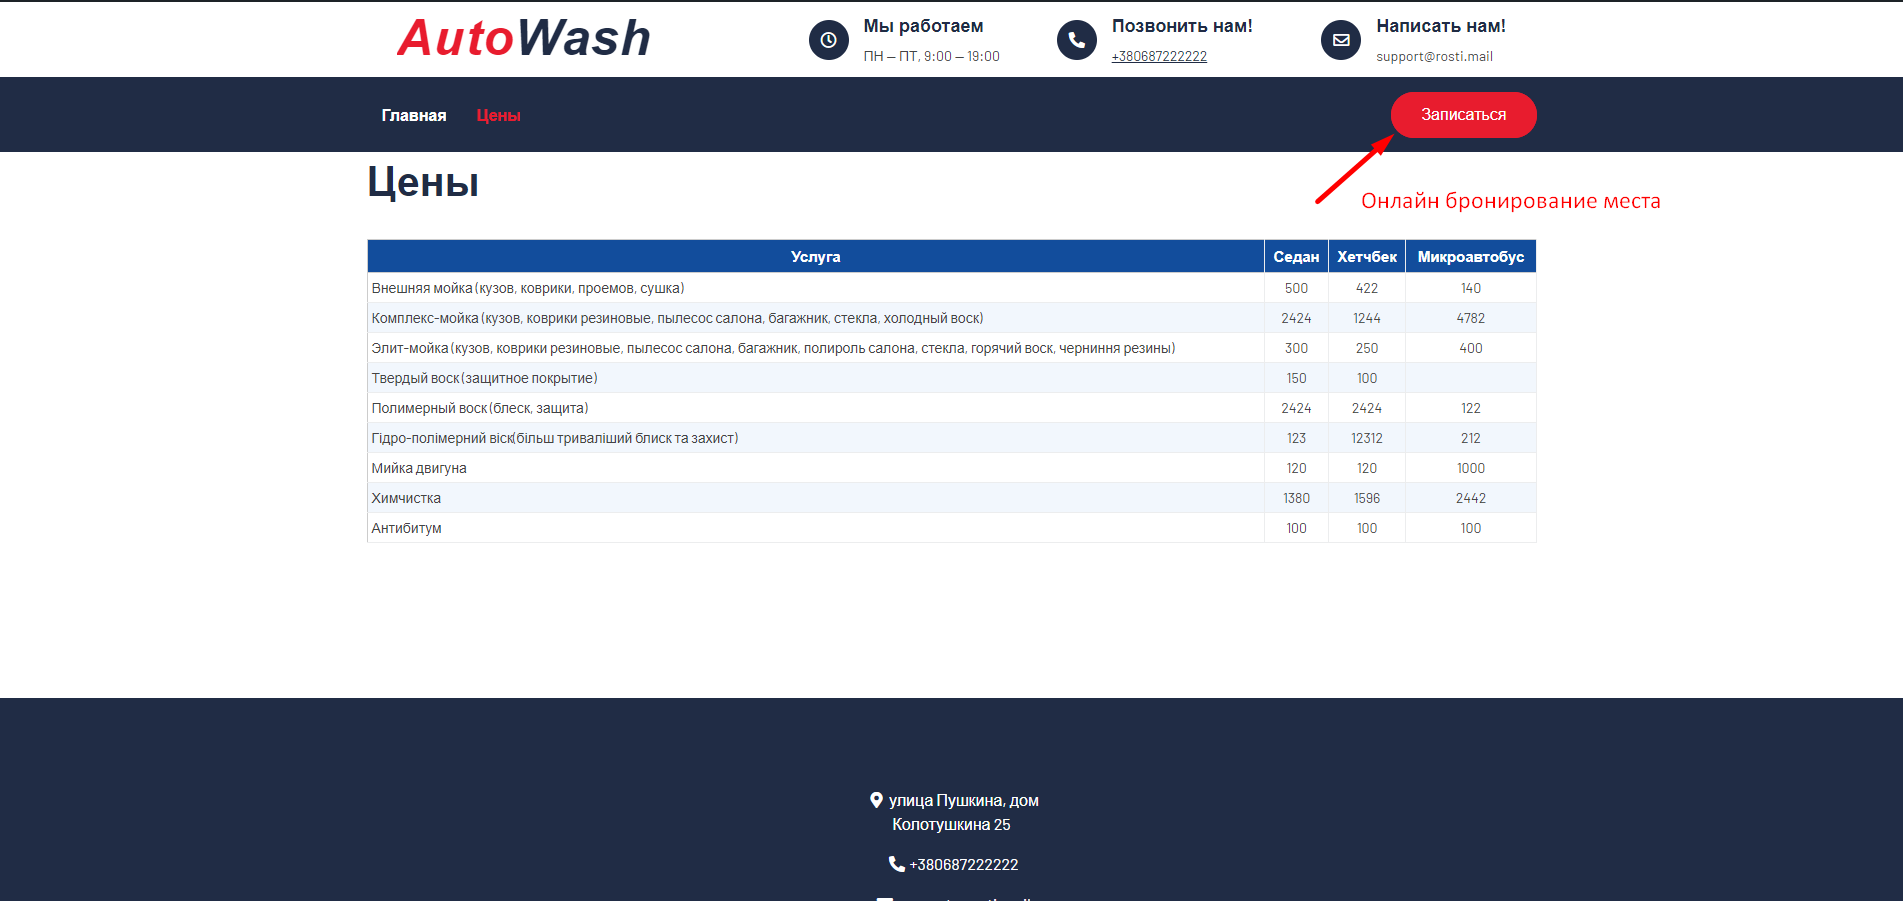 AutoWash
Мы работаем
ПН – ПТ, 9:00 – 19:00
Позвонить нам!
+380687222222
Написать нам!
support@rosti.mail
Главная
Цены
Записаться
Цены
Онлайн бронирование места
Услуга Седан Хетчбек Микроавтобус
Внешняя мойка (кузов, коврики, проемов, сушка) 500 422 140
Комплекс-мойка (кузов, коврики резиновые, пылесос салона, багажник, стекла, холодный воск) 2424 1244 4782
Элит-мойка (кузов, коврики резиновые, пылесос салона, багажник, полироль салона, стекла, горячий воск, черниння резины) 300 250 400
Твердый воск (защитное покрытие) 150 100
Полимерный воск (блеск, защита) 2424 2424 122
Гідро-полімерний віск(більш триваліший блиск та захист) 123 12312 212
Мийка двигуна 120 120 1000
Химчистка 1380 1596 2442
Антибитум 100 100 100
улица Пушкина, дом
Колотушкина 25
+380687222222